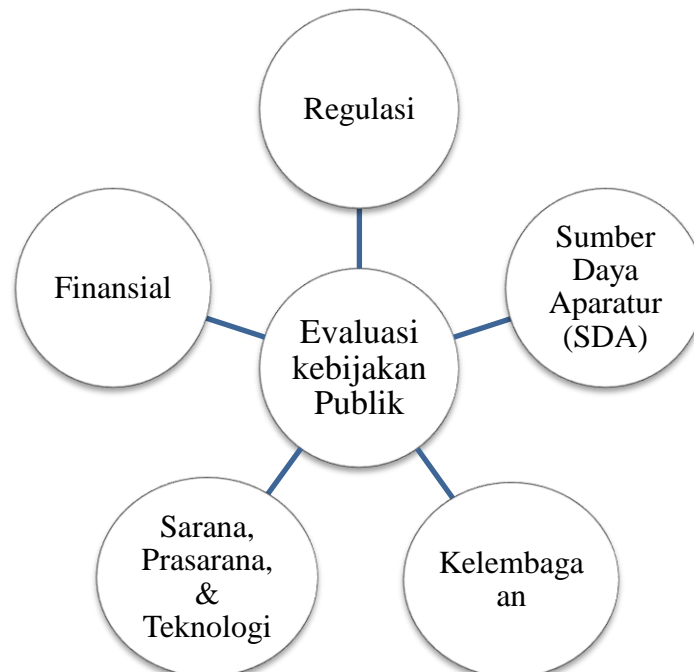 Regulasi
Sumber
Daya
Aparatur
(SDA)
Finansial
Evaluasi
kebijakan
Publik
Sarana,
Prasarana,
&
Teknologi
Kelembaga
an